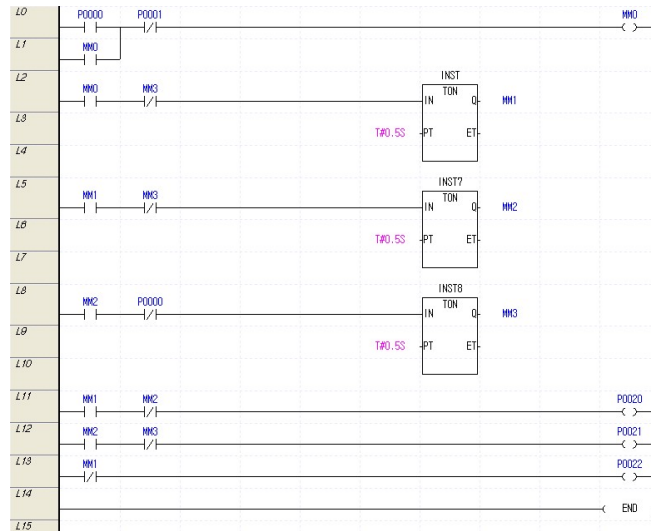 L0 P0000 P0001 MM0
L1 MM0
L2 INST
MM0 MM3 TON
IN Q MM1
L3 T#0.5S PT ET
L4
L5 INST7
MM1 MM3 TON
IN Q MM2
L6 T#0.5S PT ET
L7
L8 INST8
MM2 P0000 TON
IN Q MM3
L9 T#0.5S PT ET
L10
L11 MM1 MM2 P0020
L12 MM2 MM3 P0021
L13 MM1 P0022
L14 END
L15